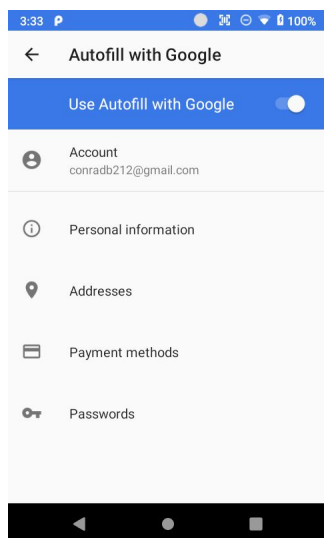 3:33 P 100%
Autofill with Google
Use Autofill with Google
Account
conradb212@gmail.com
Personal information
Addresses
Payment methods
Passwords